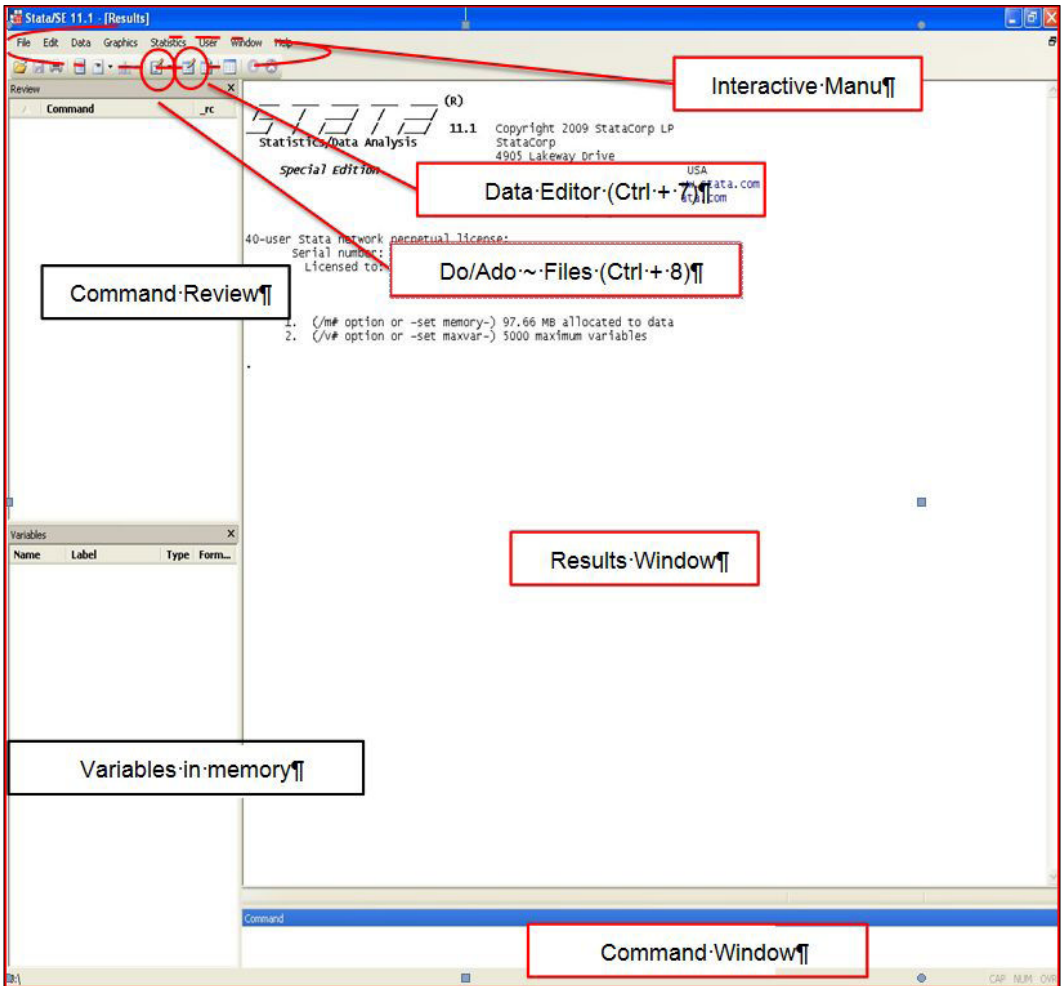 Stata/SE 11.1 - [Results]
File Edit Data Graphics Statistics User Window Help
Interactive·Manu¶
Review X
Command _rc
STATA (R)
Statistics/Data Analysis
11.1 Copyright 2009 StataCorp LP
StataCorp
4905 Lakeway Drive
Special Edition
USA
stata.com
Data·Editor·(Ctrl·+·7)¶
40-user Stata network perpetual license:
Serial number:
Licensed to:
Do/Ado·~·Files·(Ctrl·+·8)¶
Command·Review¶
1. (/m# option or -set memory-) 97.66 MB allocated to data
2. (/v# option or -set maxvar-) 5000 maximum variables
.
Variables X
Name Label Type Form...
Results·Window¶
Variables·in·memory¶
Command
Command·Window¶
CAP NUM OVR